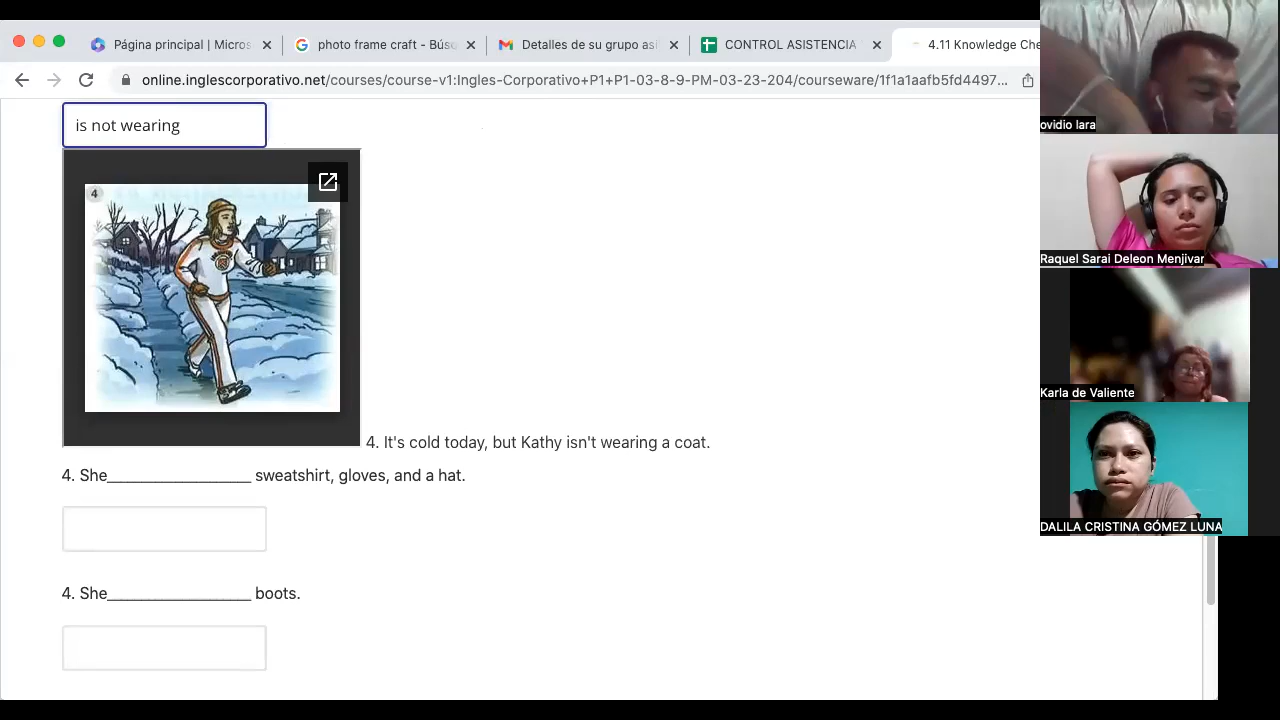 Página principal | Micros
photo frame craft - Búsq
Detalles de su grupo asi
CONTROL ASISTENCIA
4.11 Knowledge Che
online.inglescorporativo.net/courses/course-v1:Ingles-Corporativo+P1+P1-03-8-9-PM-03-23-204/courseware/1f1a1aafb5fd4497...
is not wearing
4
4. It's cold today, but Kathy isn't wearing a coat.
4. She__________________ sweatshirt, gloves, and a hat.
4. She__________________ boots.
ovidio lara
Raquel Sarai Deleon Menjivar
Karla de Valiente
DALILA CRISTINA GÓMEZ LUNA